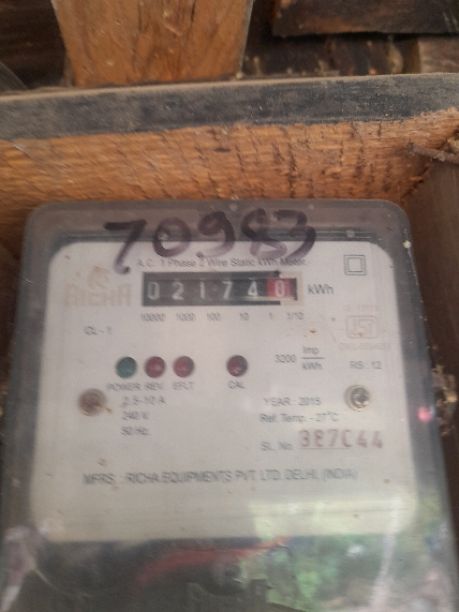 70983
A.C. 1 Phase 2 Wire Static kWh Meter
RICHA
021740 kWh
10000 1000 100 10 1 1/10
CL - 1
3200 Imp/kWh
RS : 12
POWER REV. EFLT CAL
2.5-10 A
240 V
50 Hz
YEAR : 2015
Ref. Temp. - 27°C
SL. No. 387C44
MFRS. : RICHA EQUIPMENTS PVT. LTD. DELHI, (INDIA)